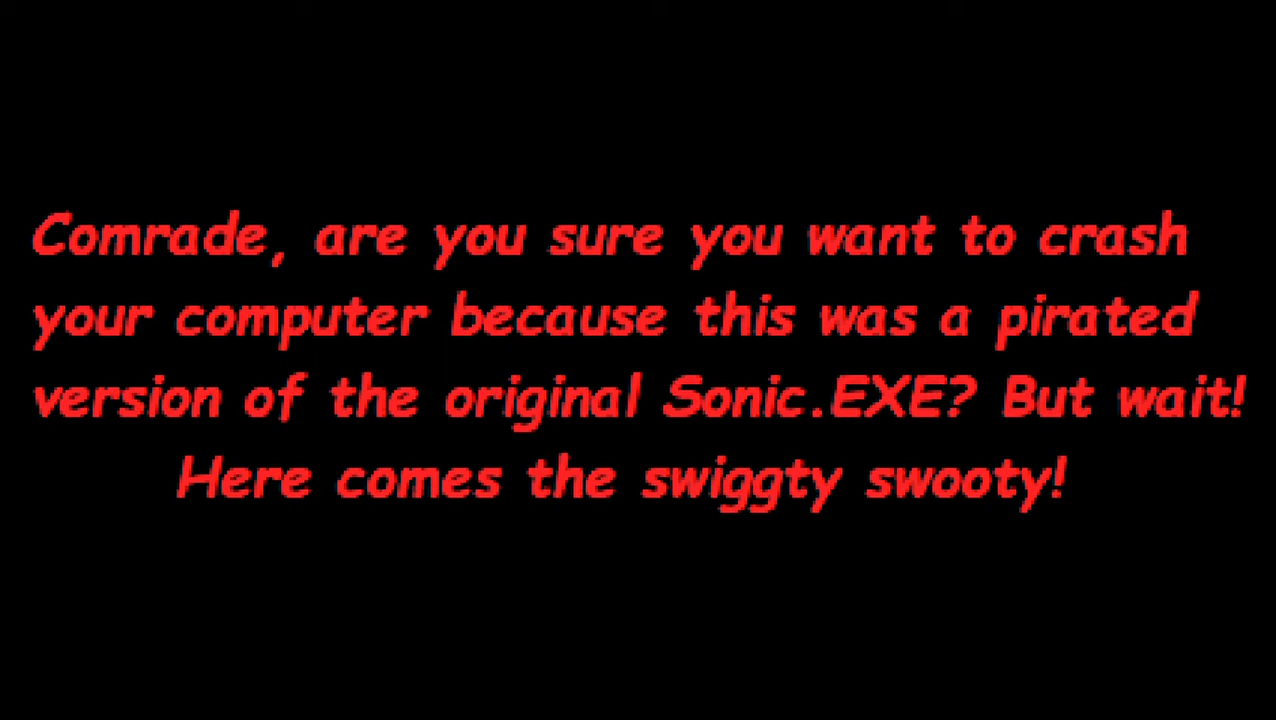 Comrade, are you sure you want to crash
your computer because this was a pirated
version of the original Sonic.EXE? But wait!
Here comes the swiggty swooty!